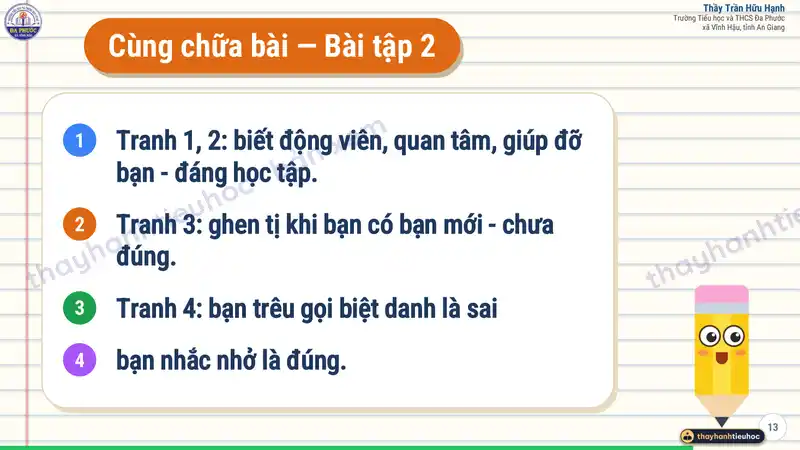 Thầy Trần Hữu Hạnh
Trường Tiểu học và THCS Đa Phước
xã Vĩnh Hậu, tỉnh An Giang
ĐA PHƯỚC
Cùng chữa bài — Bài tập 2
1 Tranh 1, 2: biết động viên, quan tâm, giúp đỡ
bạn - đáng học tập.
2 Tranh 3: ghen tị khi bạn có bạn mới - chưa
đúng.
3 Tranh 4: bạn trêu gọi biệt danh là sai
4 bạn nhắc nhở là đúng.
thayhanhtieuhoc
13